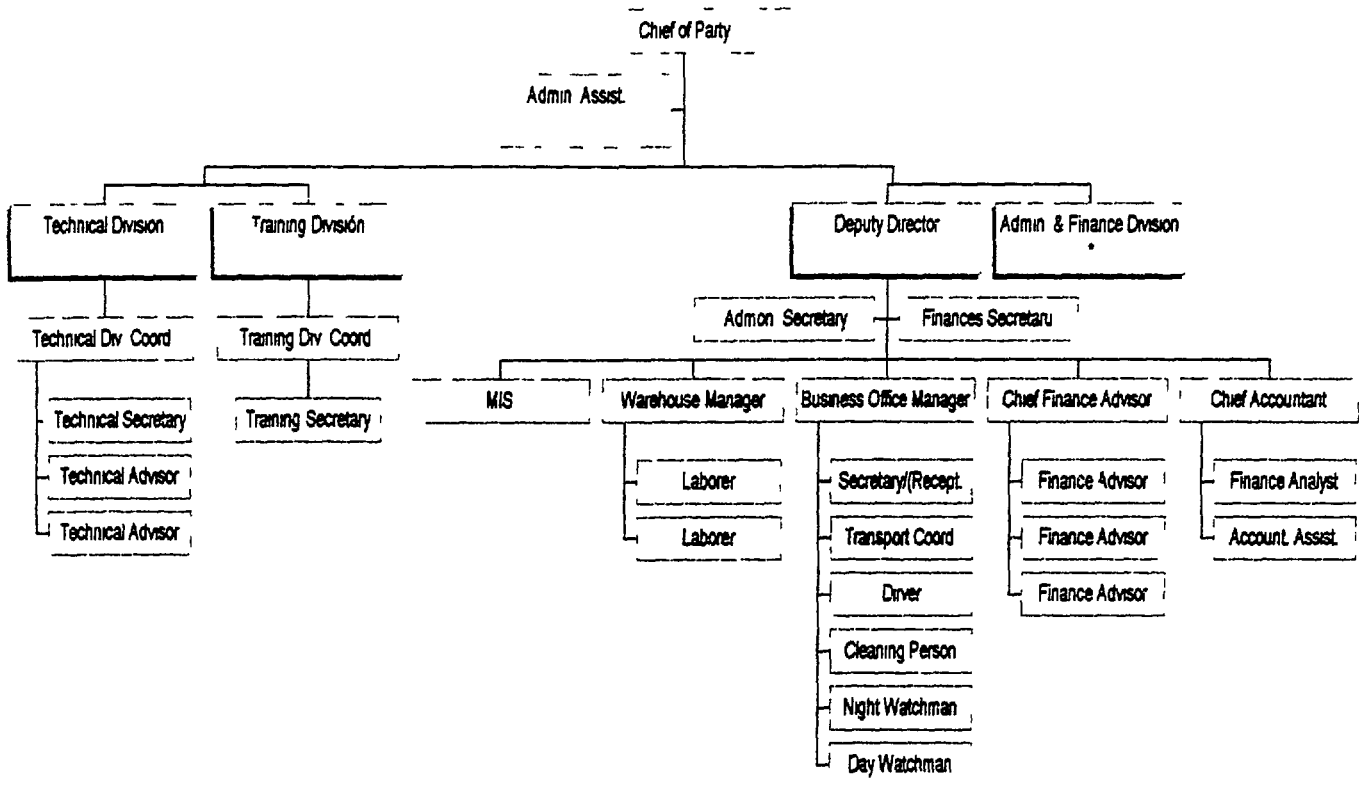 Chief of Party
Admin Assist.
Technical Division
Training División
Deputy Director
Admin & Finance Division
*
Admon Secretary
Finances Secretaru
Technical Div Coord
Training Div Coord
MIS
Warehouse Manager
Business Office Manager
Chief Finance Advisor
Chief Accountant
Technical Secretary
Training Secretary
Technical Advisor
Laborer
Secretary/(Recept.
Finance Advisor
Finance Analyst
Technical Advisor
Laborer
Transport Coord
Finance Advisor
Account. Assist.
Dirver
Finance Advisor
Cleaning Person
Night Watchman
Day Watchman